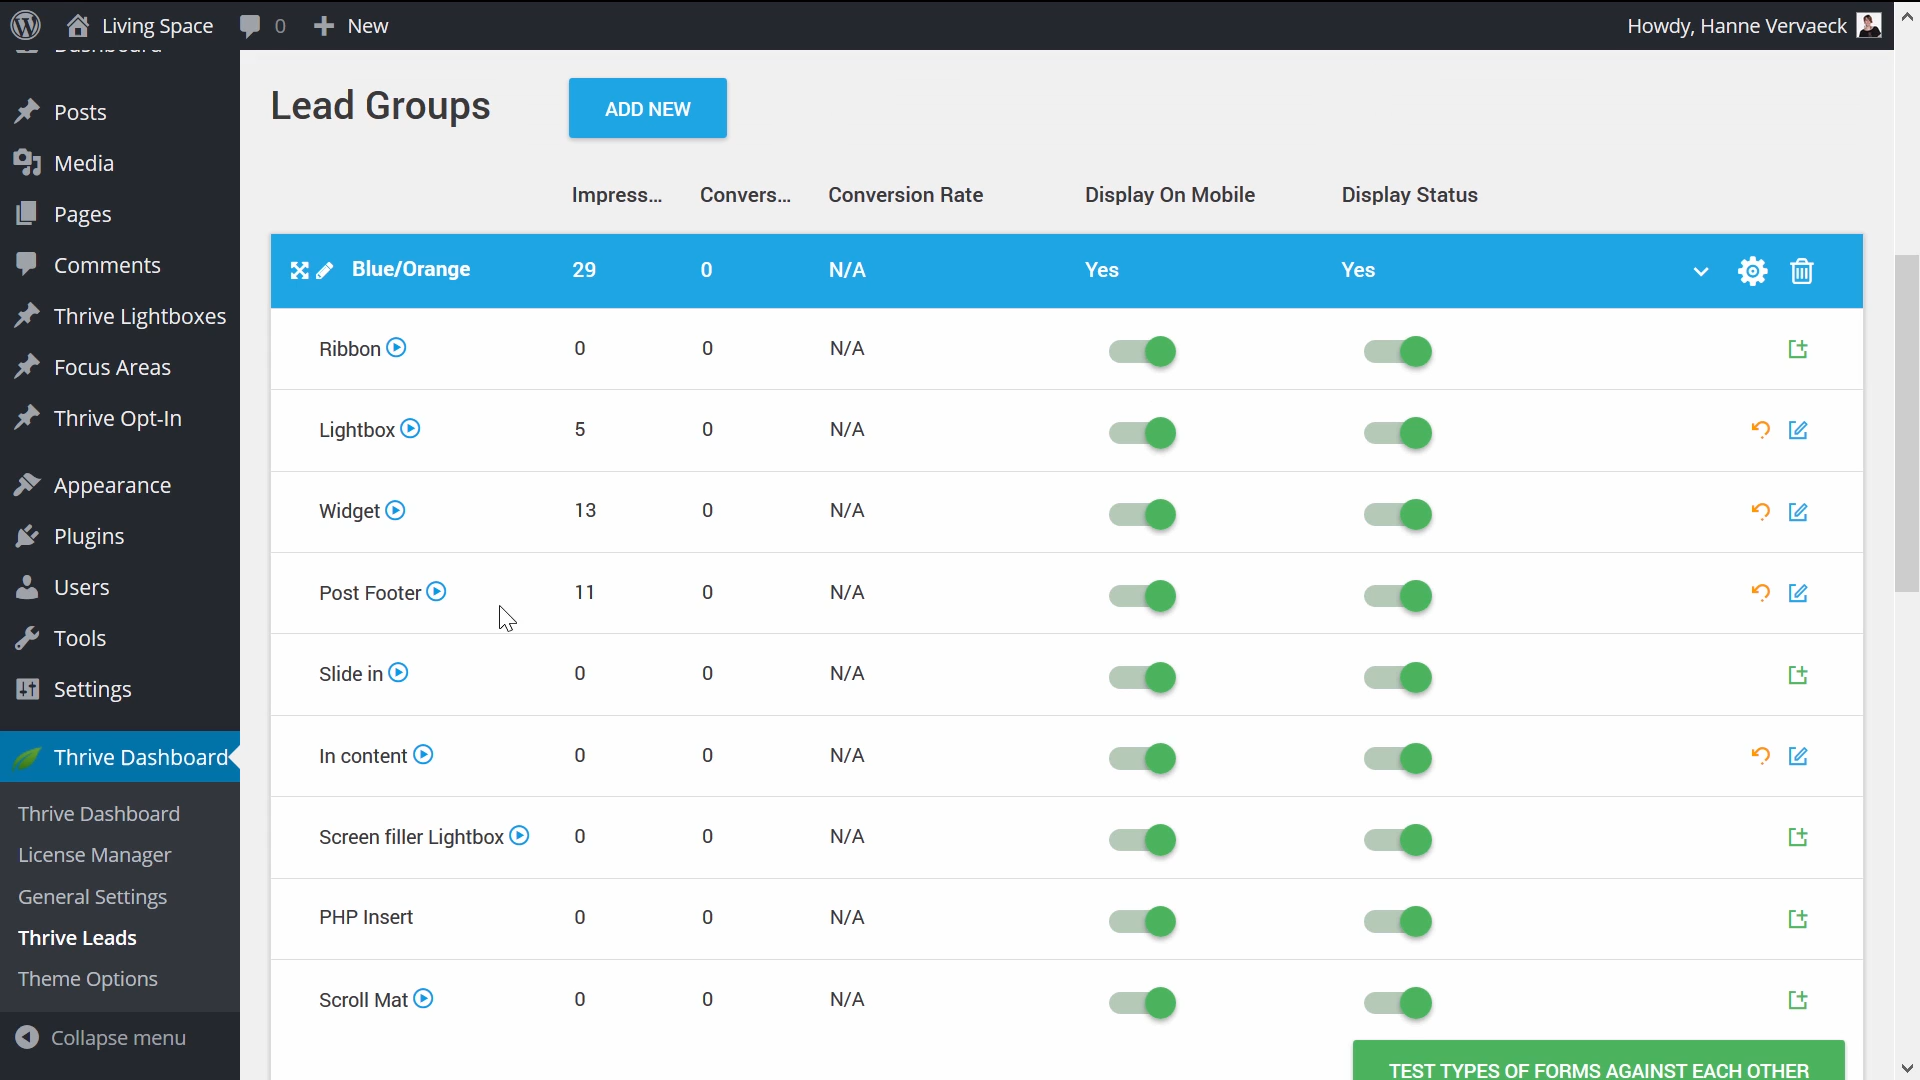 Living Space 0 New Howdy, Hanne Vervaeck
Dashboard
Posts
Media
Pages
Comments
Thrive Lightboxes
Focus Areas
Thrive Opt-In
Appearance
Plugins
Users
Tools
Settings
Thrive Dashboard
Thrive Dashboard
License Manager
General Settings
Thrive Leads
Theme Options
Collapse menu
Lead Groups ADD NEW
Impress... Convers... Conversion Rate Display On Mobile Display Status
Blue/Orange 29 0 N/A Yes Yes
Ribbon 0 0 N/A
Lightbox 5 0 N/A
Widget 13 0 N/A
Post Footer 11 0 N/A
Slide in 0 0 N/A
In content 0 0 N/A
Screen filler Lightbox 0 0 N/A
PHP Insert 0 0 N/A
Scroll Mat 0 0 N/A
TEST TYPES OF FORMS AGAINST EACH OTHER